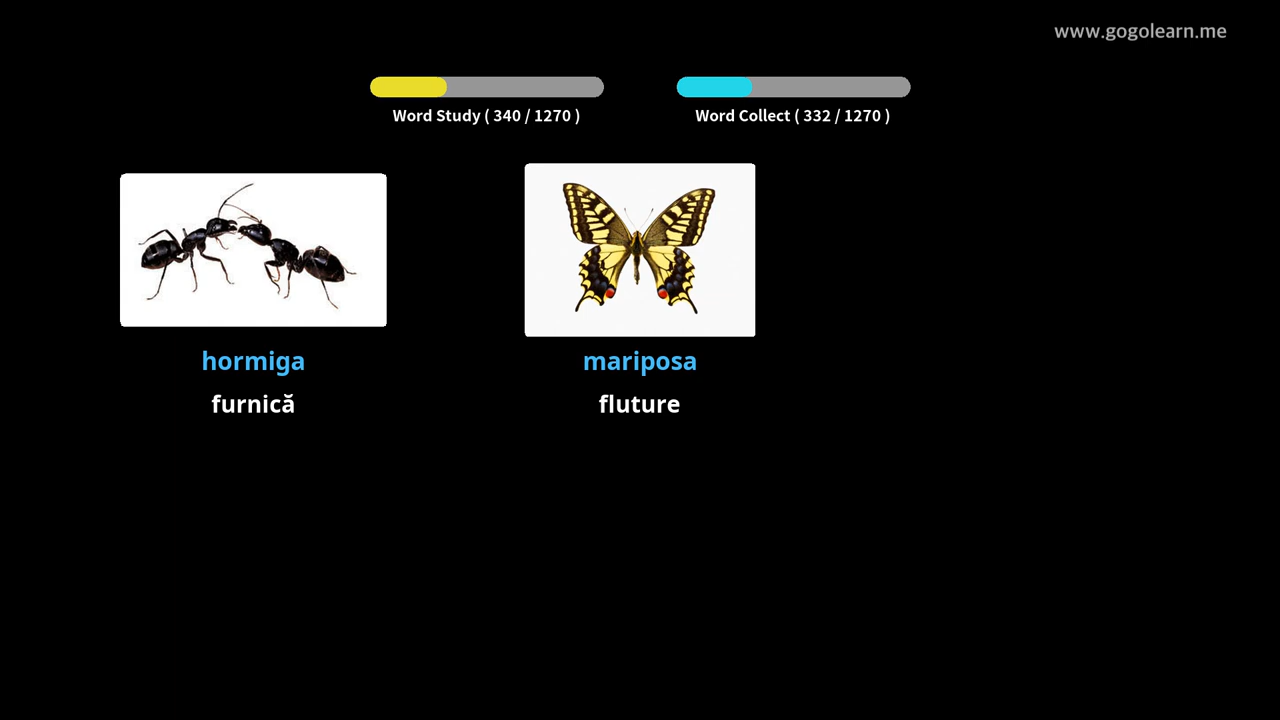 www.gogolearn.me
Word Study ( 340 / 1270 )
Word Collect ( 332 / 1270 )
hormiga
furnică
mariposa
fluture